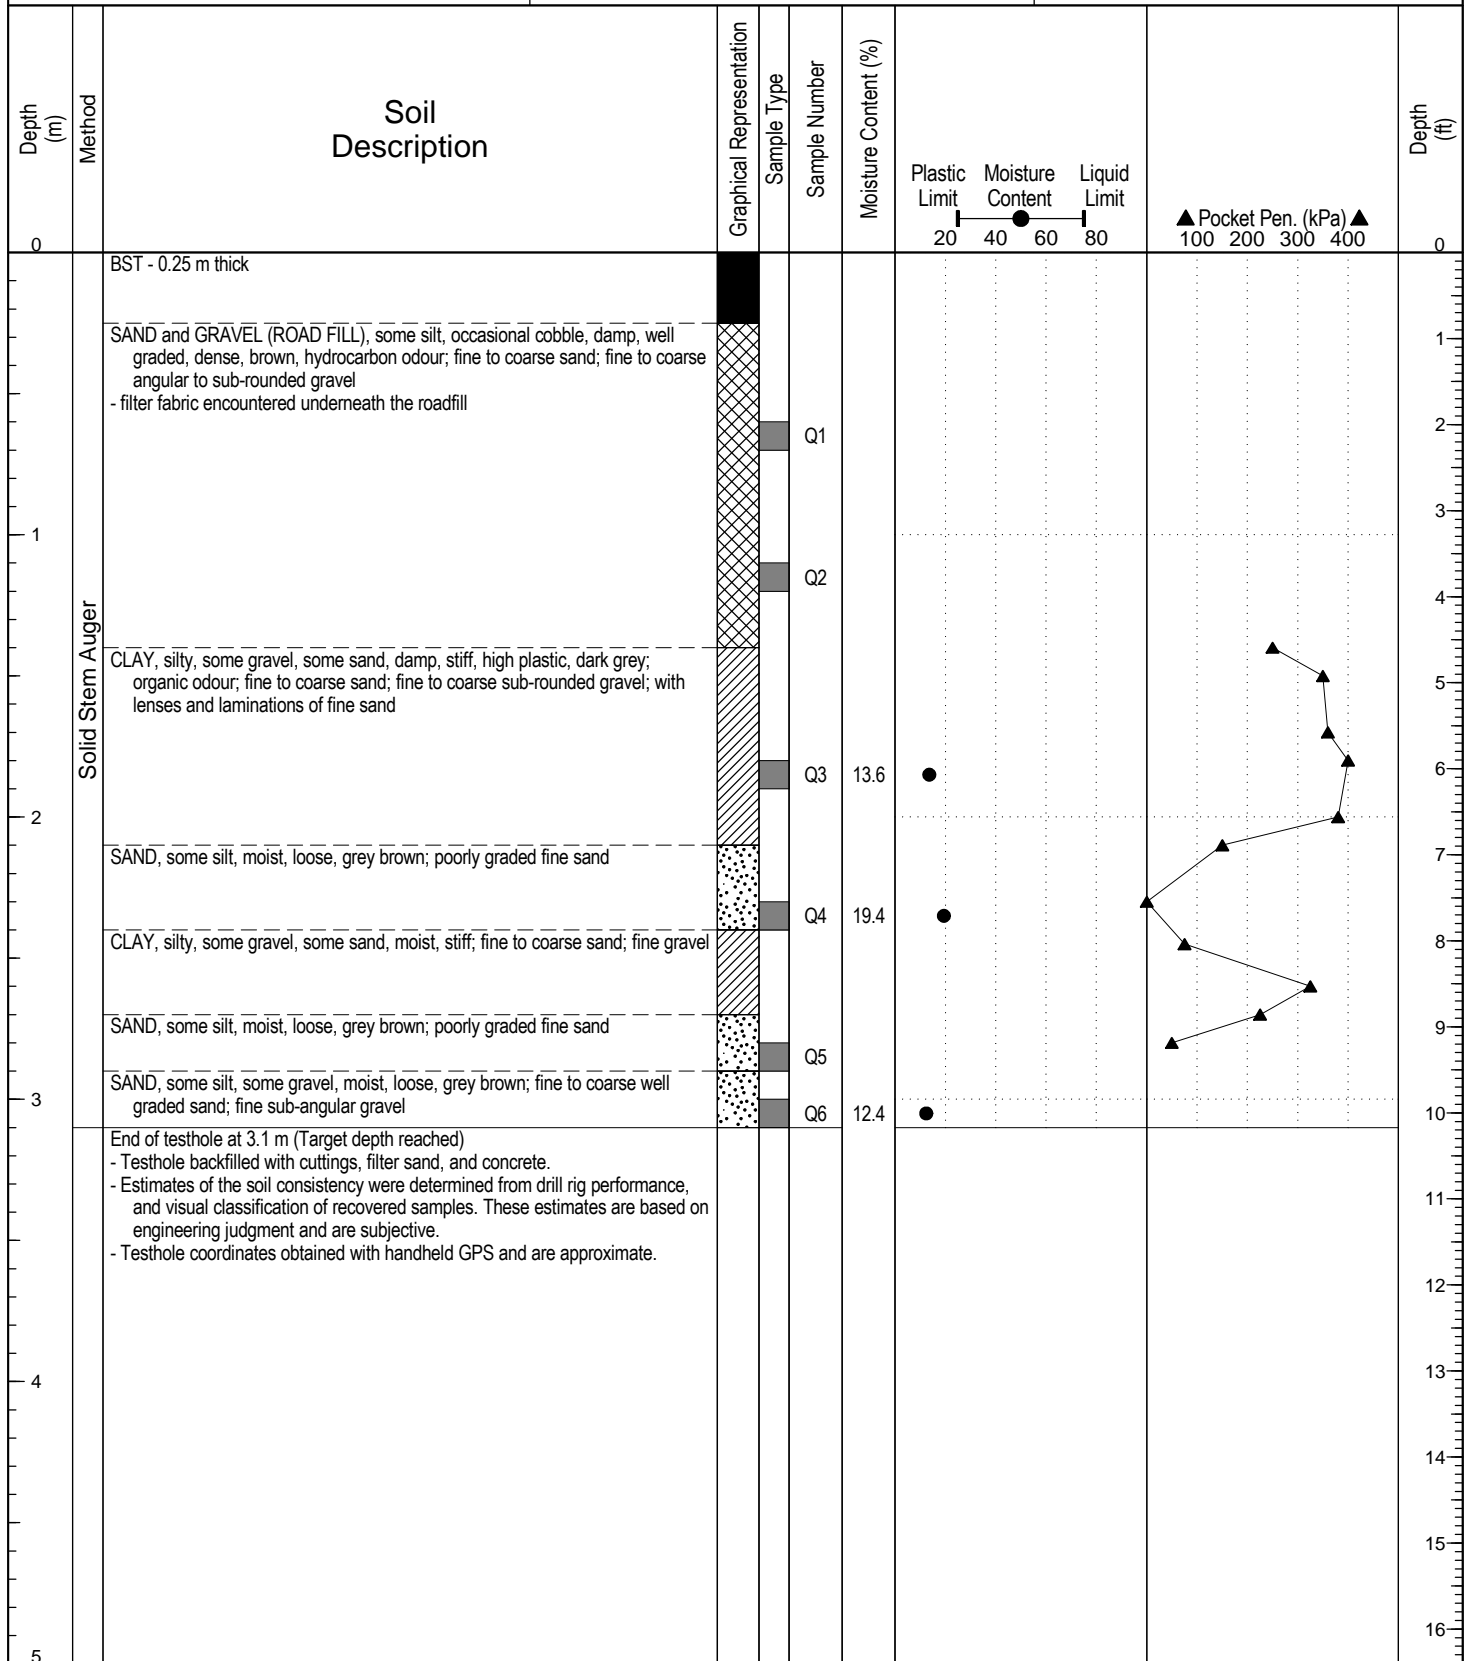 Depth
(m)
Method
Soil
Description
Graphical Representation
Sample Type
Sample Number
Moisture Content (%)
Plastic Moisture Liquid
Limit Content Limit
20 40 60 80
Pocket Pen. (kPa)
100 200 300 400
Depth
(ft)
0
0
Solid Stem Auger
BST - 0.25 m thick
SAND and GRAVEL (ROAD FILL), some silt, occasional cobble, damp, well
graded, dense, brown, hydrocarbon odour; fine to coarse sand; fine to coarse
angular to sub-rounded gravel
- filter fabric encountered underneath the roadfill
1
Q1
2
3
1
Q2
4
CLAY, silty, some gravel, some sand, damp, stiff, high plastic, dark grey;
organic odour; fine to coarse sand; fine to coarse sub-rounded gravel; with
lenses and laminations of fine sand
5
Q3 13.6
6
2
SAND, some silt, moist, loose, grey brown; poorly graded fine sand
7
Q4 19.4
CLAY, silty, some gravel, some sand, moist, stiff; fine to coarse sand; fine gravel
8
SAND, some silt, moist, loose, grey brown; poorly graded fine sand
9
Q5
SAND, some silt, some gravel, moist, loose, grey brown; fine to coarse well
graded sand; fine sub-angular gravel
3
Q6 12.4
10
End of testhole at 3.1 m (Target depth reached)
- Testhole backfilled with cuttings, filter sand, and concrete.
- Estimates of the soil consistency were determined from drill rig performance,
and visual classification of recovered samples. These estimates are based on
engineering judgment and are subjective.
- Testhole coordinates obtained with handheld GPS and are approximate.
11
12
13
4
14
15
16
5